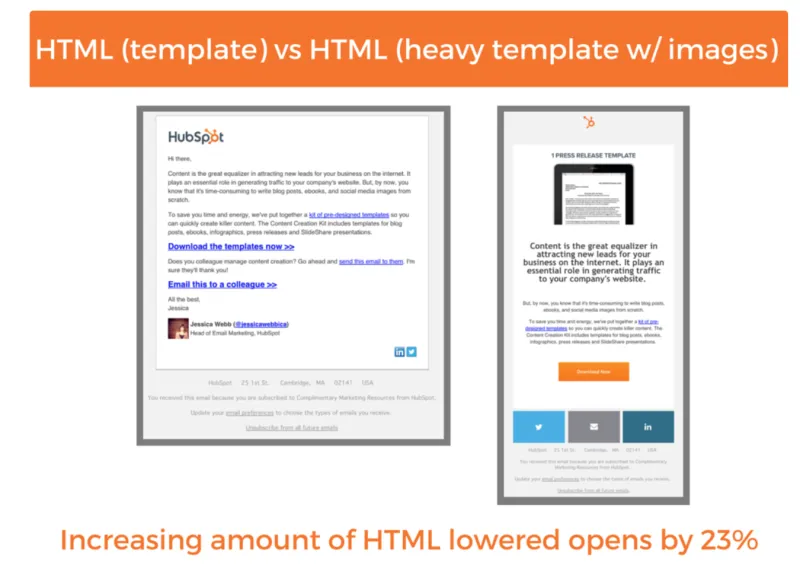 HTML (template) vs HTML (heavy template w/ images)
HubSpot
Hi there,
Content is the great equalizer in attracting new leads for your business on the internet. It
plays an essential role in generating traffic to your company's website. But, by now, you
know that it's time-consuming to write blog posts, ebooks, and social media images from
scratch.
To save you time and energy, we've put together a kit of pre-designed templates so you
can quickly create killer content. The Content Creation Kit includes templates for blog
posts, ebooks, infographics, press releases and SlideShare presentations.
Download the templates now >>
Does you colleague manage content creation? Go ahead and send this email to them. I'm
sure they'll thank you!
Email this to a colleague >>
All the best,
Jessica
Jessica Webb (@jessicawebbica)
Head of Email Marketing, HubSpot
in
HubSpot 25 1st St. Cambridge, MA 02141 USA
You received this email because you are subscribed to Complimentary Marketing Resources from HubSpot.
Update your email preferences to choose the types of emails you receive.
Unsubscribe from all future emails
1 PRESS RELEASE TEMPLATE
Content is the great equalizer in
attracting new leads for your
business on the internet. It plays an
essential role in generating traffic
to your company's website.
But, by now, you know that it's time-consuming to write blog posts,
ebooks, and social media images from scratch.
To save you time and energy, we've put together a kit of pre-
designed templates so you can quickly create killer content. The
Content Creation Kit includes templates for blog posts, ebooks,
infographics, press releases and SlideShare presentations.
Download Now
in
HubSpot 25 1st St. Cambridge, MA 02141 USA
You received this email because you are subscribed to Complimentary
Marketing Resources from HubSpot.
Update your email preferences to choose the types of emails you receive.
Unsubscribe from all future emails
Increasing amount of HTML lowered opens by 23%